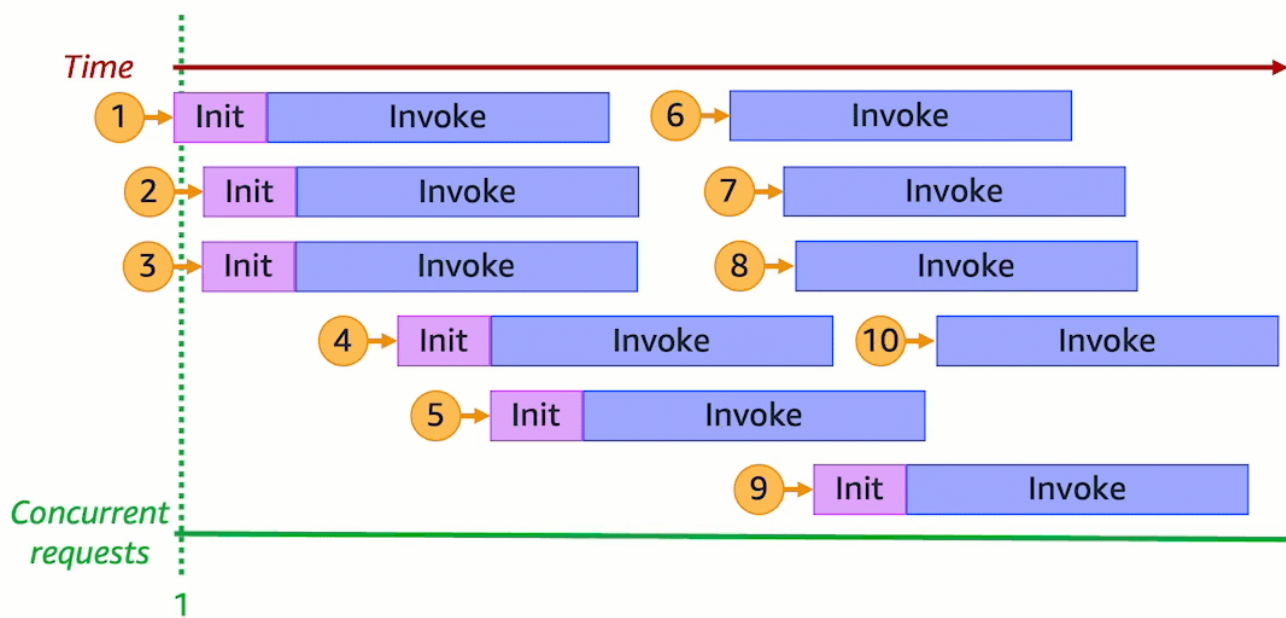 Time
1 Init Invoke 6 Invoke
2 Init Invoke 7 Invoke
3 Init Invoke 8 Invoke
4 Init Invoke 10 Invoke
5 Init Invoke
9 Init Invoke
Concurrent
requests
1